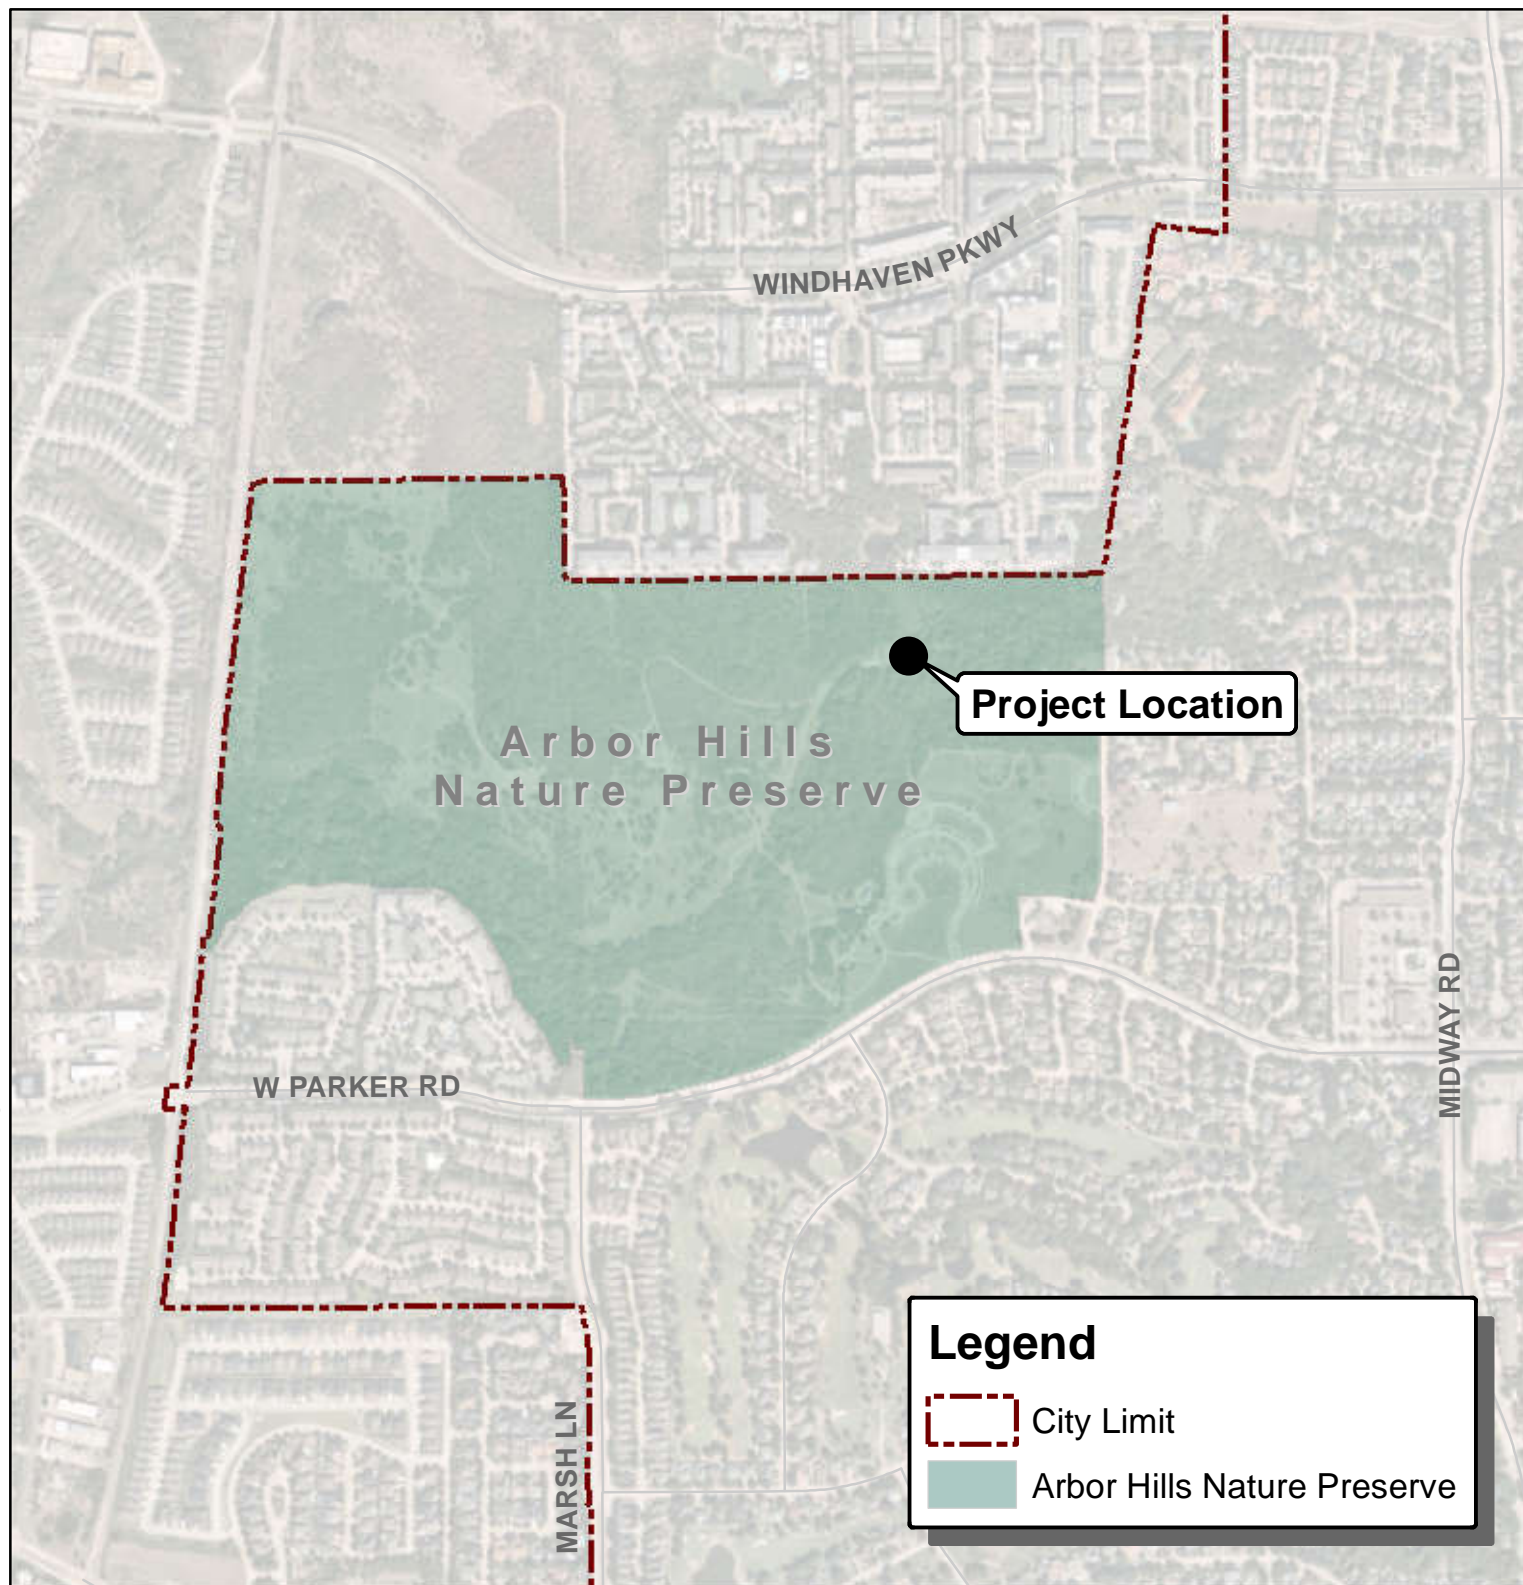 WINDHAVEN PKWY
Project Location
Arbor Hills
Nature Preserve
MIDWAY RD
W PARKER RD
MARSH LN
Legend
City Limit
Arbor Hills Nature Preserve